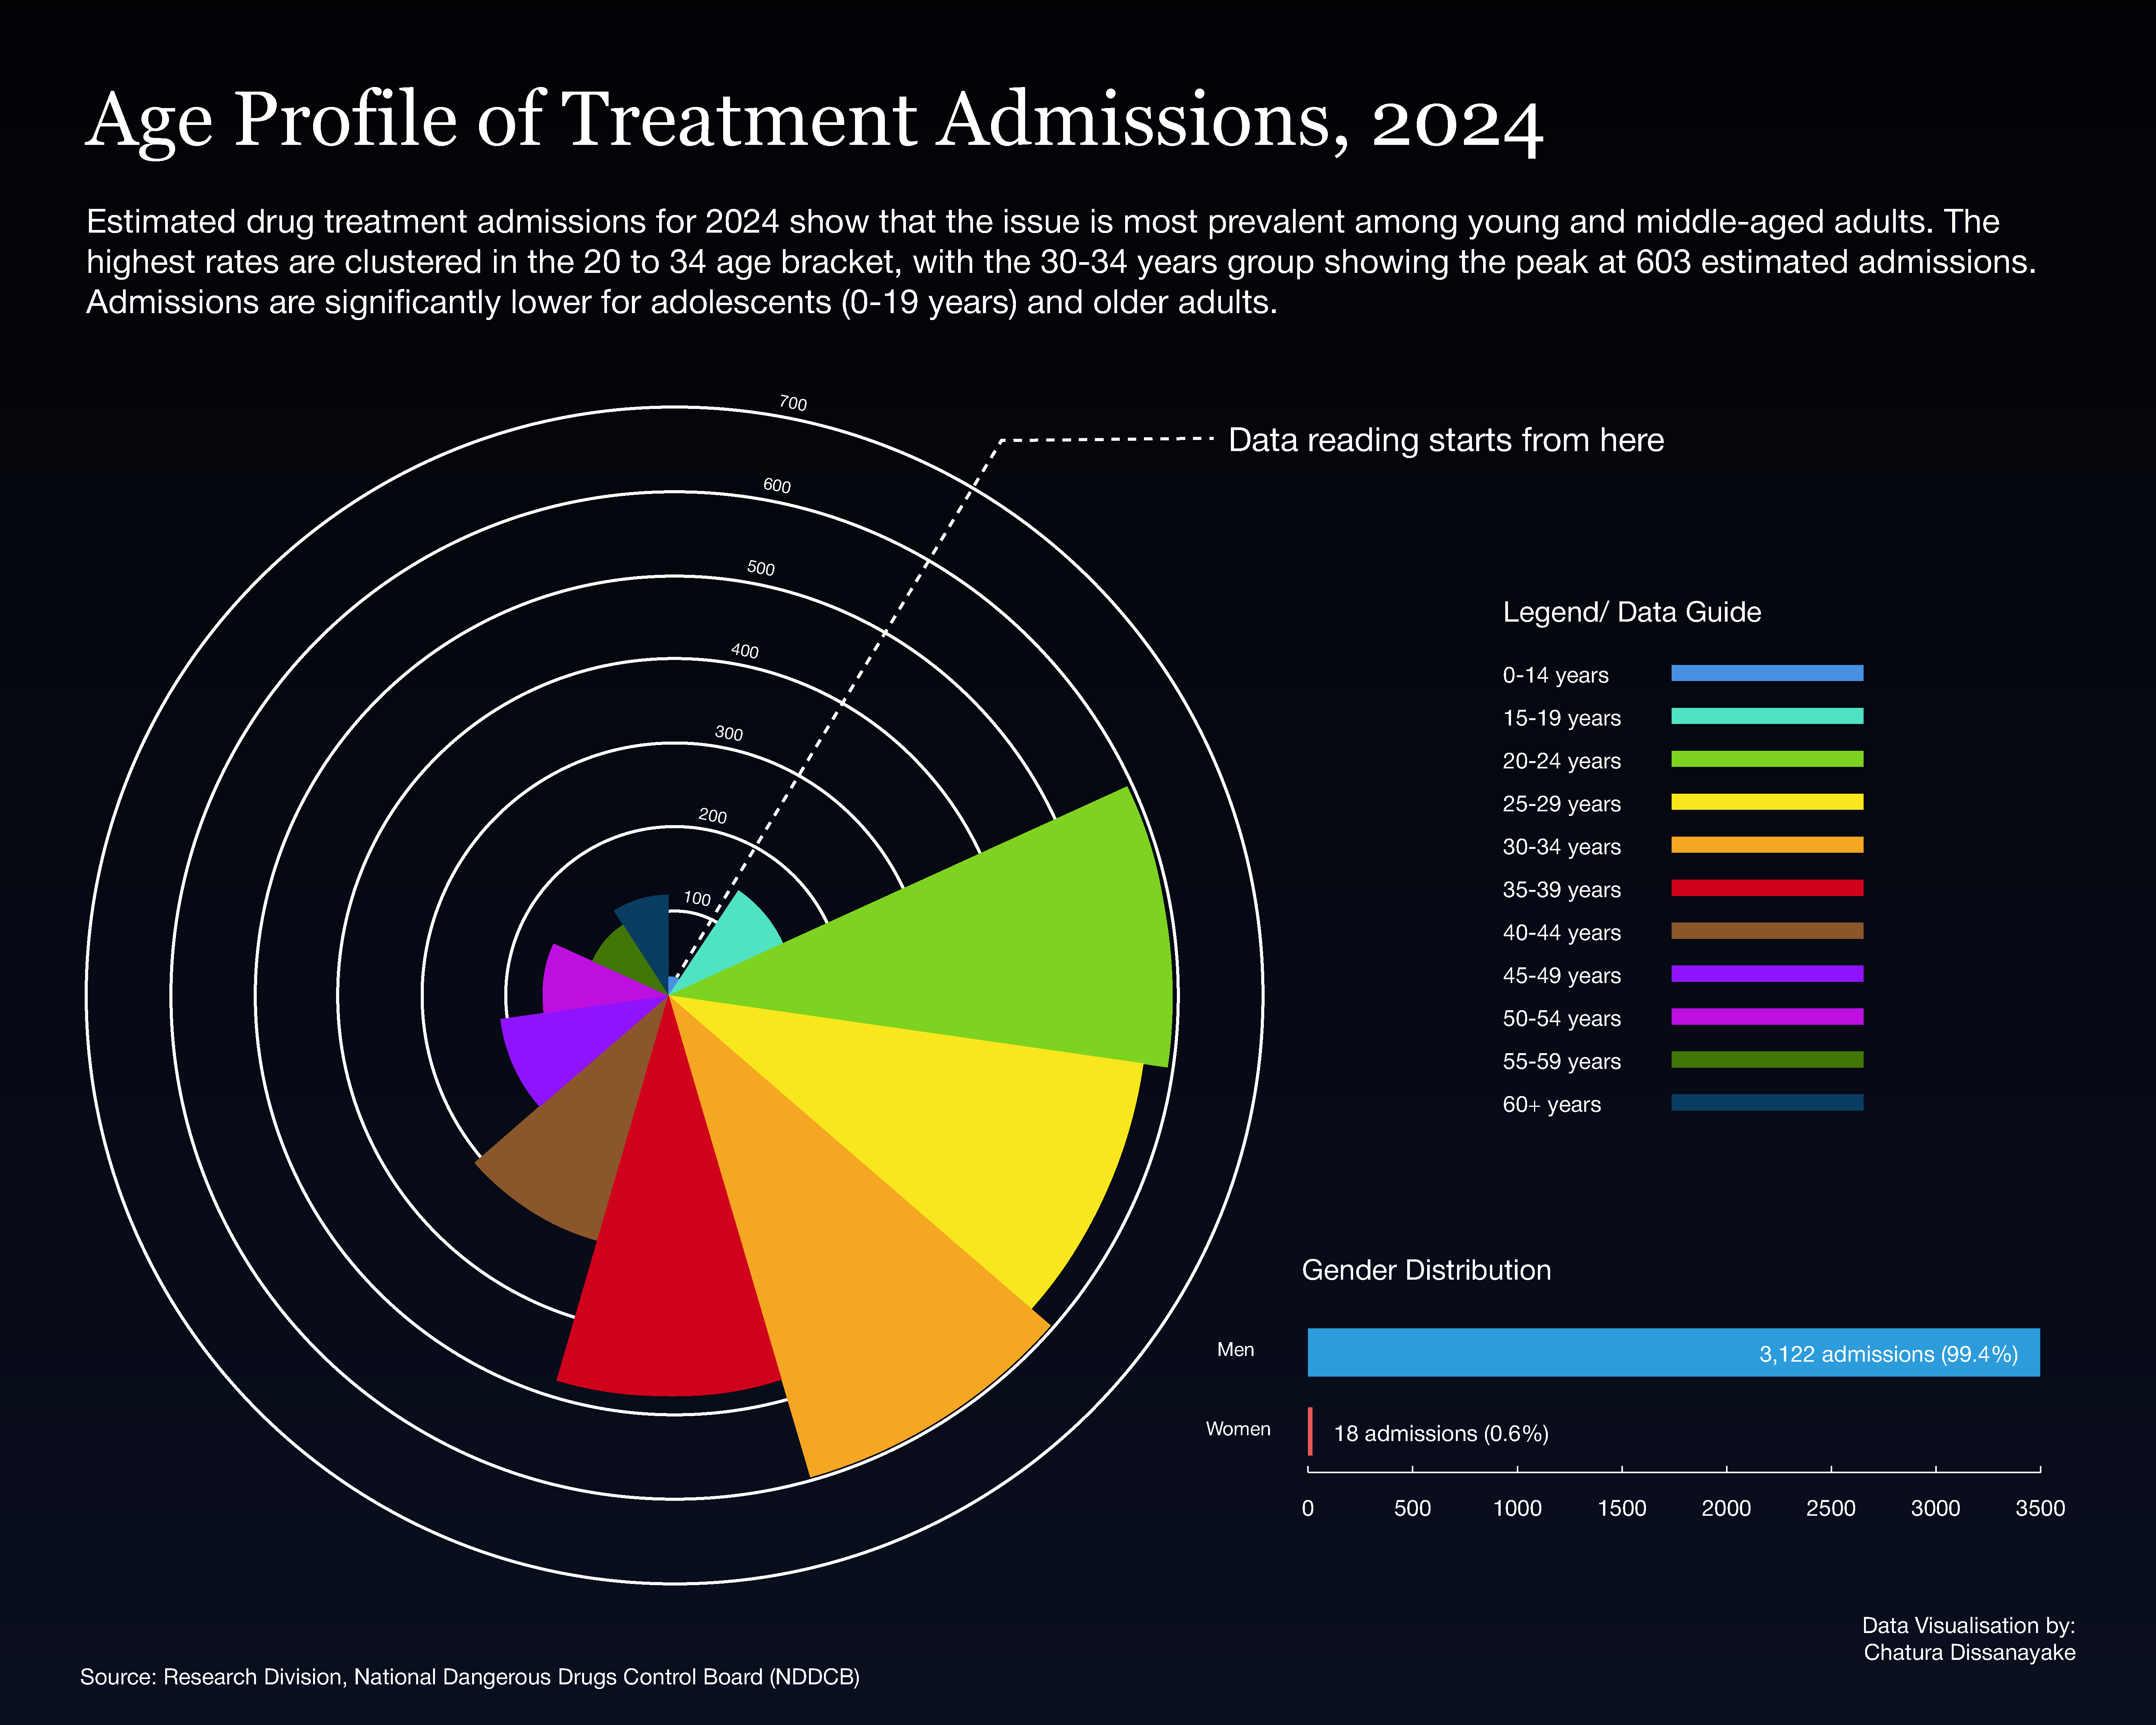 Age Profile of Treatment Admissions, 2024
Estimated drug treatment admissions for 2024 show that the issue is most prevalent among young and middle-aged adults. The
highest rates are clustered in the 20 to 34 age bracket, with the 30-34 years group showing the peak at 603 estimated admissions.
Admissions are significantly lower for adolescents (0-19 years) and older adults.
700
600
500
400
300
200
100
Data reading starts from here
Legend/ Data Guide
0-14 years
15-19 years
20-24 years
25-29 years
30-34 years
35-39 years
40-44 years
45-49 years
50-54 years
55-59 years
60+ years
Gender Distribution
Men
3,122 admissions (99.4%)
Women
18 admissions (0.6%)
0 500 1000 1500 2000 2500 3000 3500
Data Visualisation by:
Chatura Dissanayake
Source: Research Division, National Dangerous Drugs Control Board (NDDCB)